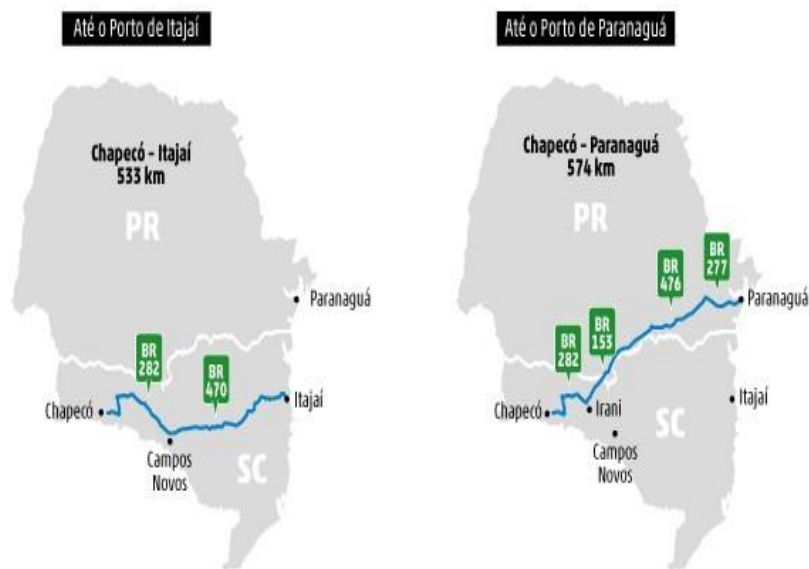 Até o Porto de Itajaí
Chapecó - Itajaí
533 km
PR
Paranaguá
BR
282
BR
470
Chapecó
Itajaí
Campos
Novos
SC
Até o Porto de Paranaguá
Chapecó - Paranaguá
574 km
PR
BR
277
BR
476
Paranaguá
BR
153
BR
282
Chapecó
Irani
Itajaí
SC
Campos
Novos